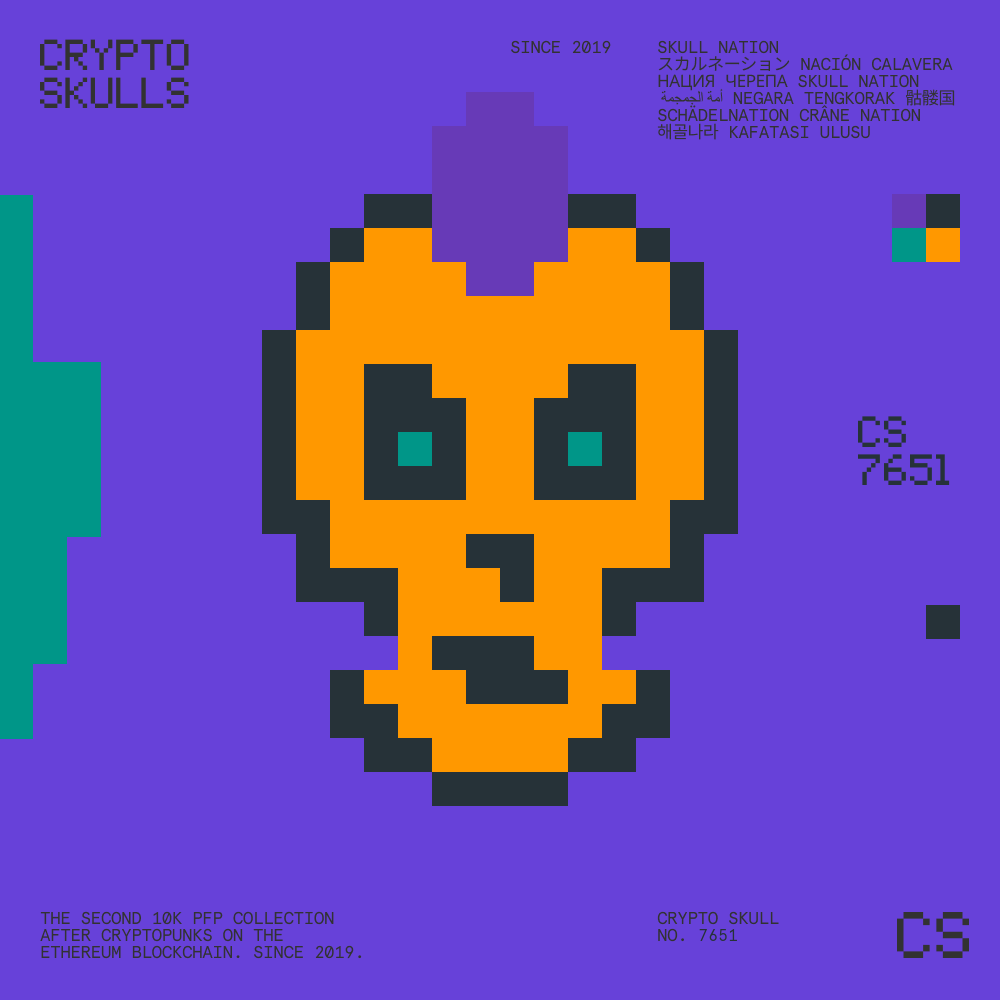 CRYPTO
SKULLS
SINCE 2019
SKULL NATION
スカルネーション NACIÓN CALAVERA
НАЦИЯ ЧЕРЕПА SKULL NATION
أمة الجمجمة NEGARA TENGKORAK 骷髅国
SCHÄDELNATION CRÂNE NATION
해골나라 KAFATASI ULUSU
CS
7651
THE SECOND 10K PFP COLLECTION
AFTER CRYPTOPUNKS ON THE
ETHEREUM BLOCKCHAIN. SINCE 2019.
CRYPTO SKULL
NO. 7651
CS